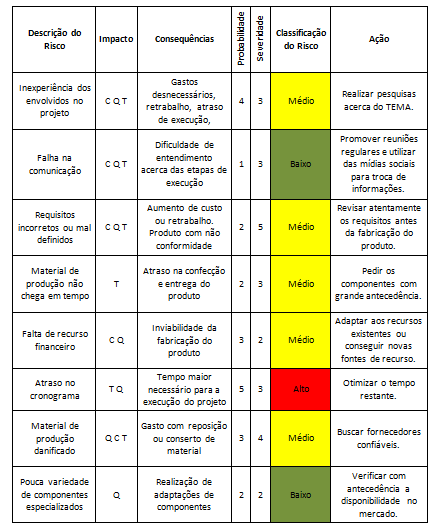 Descrição do Risco | Impacto | Consequências | Probabilidade | Severidade | Classificação do Risco | Ação
Inexperiência dos envolvidos no projeto | C Q T | Gastos desnecessários, retrabalho, atraso de execução, | 4 | 3 | Médio | Realizar pesquisas acerca do TEMA.
Falha na comunicação | C Q T | Dificuldade de entendimento acerca das etapas de execução | 1 | 3 | Baixo | Promover reuniões regulares e utilizar das mídias sociais para troca de informações.
Requisitos incorretos ou mal definidos | C Q T | Aumento de custo ou retrabalho. Produto com não conformidade | 2 | 5 | Médio | Revisar atentamente os requisitos antes da fabricação do produto.
Material de produção não chega em tempo | T | Atraso na confecção e entrega do produto | 2 | 3 | Médio | Pedir os componentes com grande antecedência.
Falta de recurso financeiro | C Q | Inviabilidade da fabricação do produto | 3 | 2 | Médio | Adaptar aos recursos existentes ou conseguir novas fontes de recurso.
Atraso no cronograma | T Q | Tempo maior necessário para a execução do projeto | 5 | 3 | Alto | Otimizar o tempo restante.
Material de produção danificado | Q C T | Gasto com reposição ou conserto de material | 3 | 4 | Médio | Buscar fornecedores confiáveis.
Pouca variedade de componentes especializados | Q | Realização de adaptações de componentes | 2 | 2 | Baixo | Verificar com antecedência a disponibilidade no mercado.